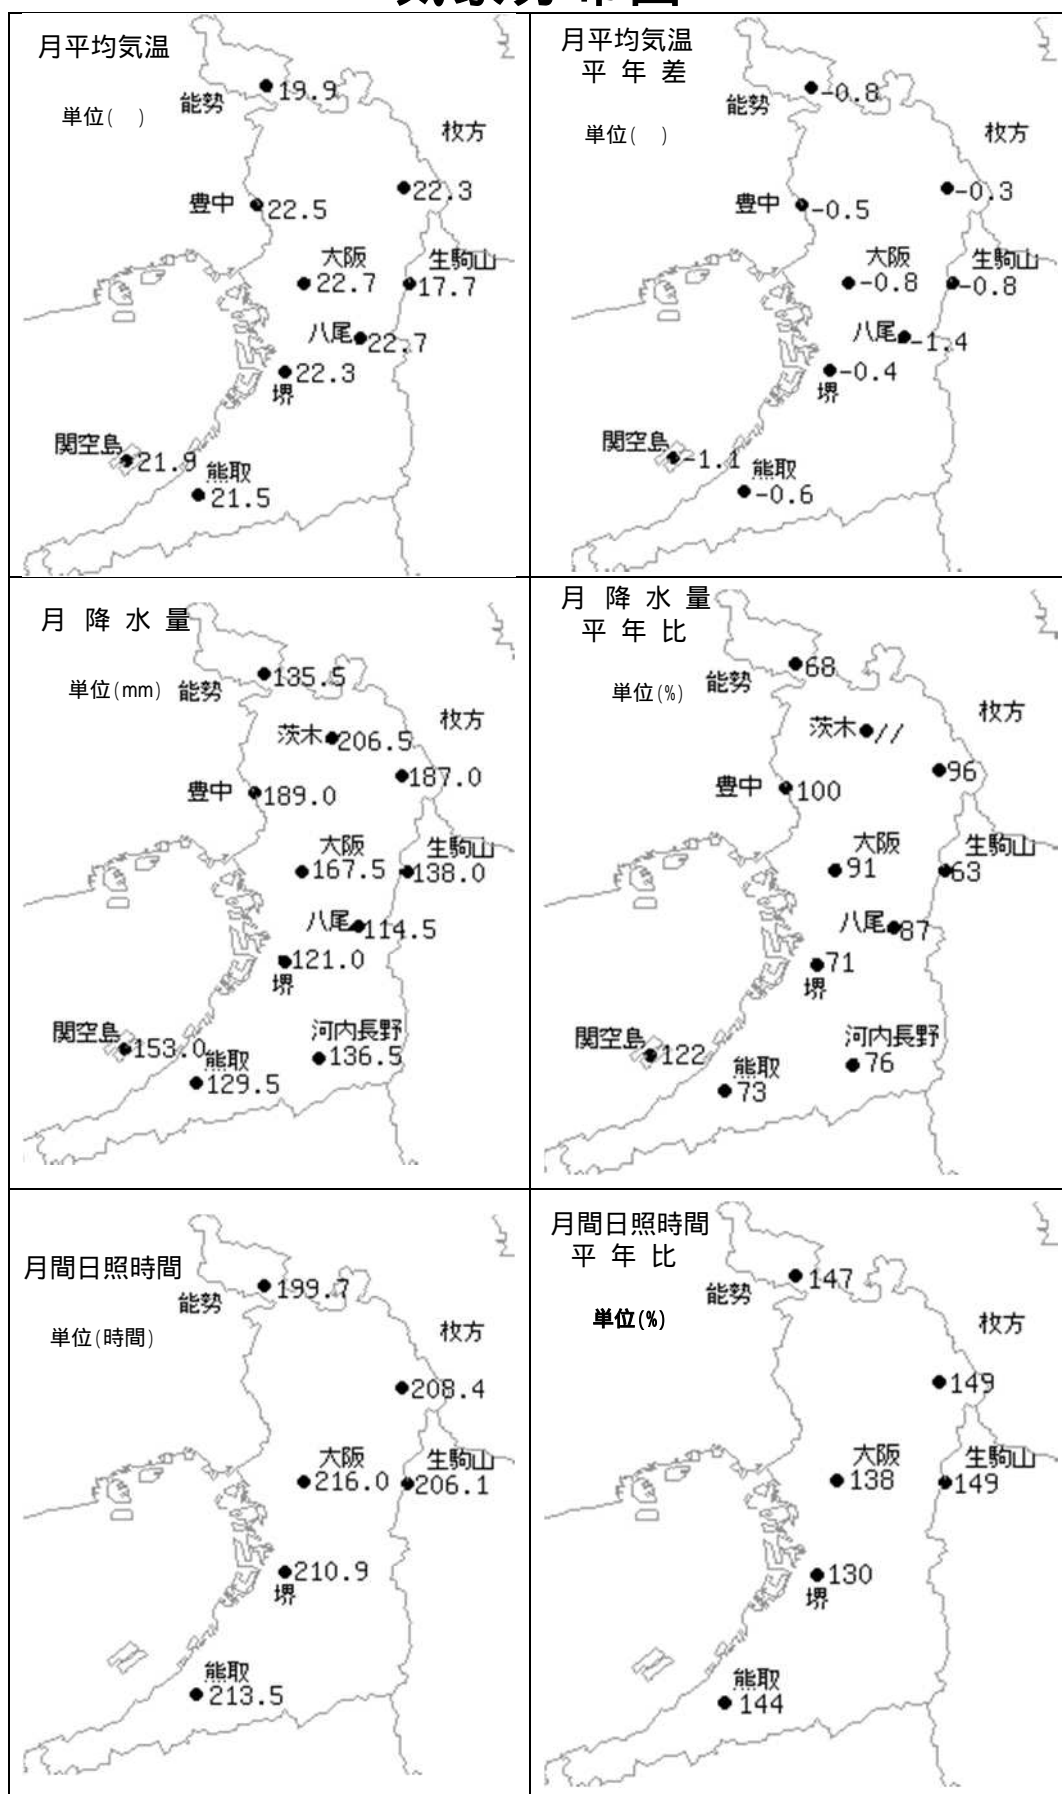 月平均気温
単位( )
能勢
19.9
枚方
22.3
豊中
22.5
大阪
22.7
生駒山
17.7
八尾
22.7
22.3
堺
関空島
21.9
熊取
21.5
月平均気温
平 年 差
単位( )
能勢
-0.8
枚方
-0.3
豊中
-0.5
大阪
-0.8
生駒山
-0.8
八尾
-1.4
-0.4
堺
関空島
-1.1
熊取
-0.6
月 降 水 量
単位(mm)
能勢
135.5
枚方
茨木
206.5
187.0
豊中
189.0
大阪
167.5
生駒山
138.0
八尾
114.5
121.0
堺
関空島
153.0
熊取
129.5
河内長野
136.5
月 降 水 量
平 年 比
単位(%)
能勢
68
枚方
茨木
//
96
豊中
100
大阪
91
生駒山
63
八尾
87
71
堺
関空島
122
熊取
73
河内長野
76
月間日照時間
単位(時間)
能勢
199.7
枚方
208.4
大阪
216.0
生駒山
206.1
210.9
堺
熊取
213.5
月間日照時間
平 年 比
単位(%)
能勢
147
枚方
149
大阪
138
生駒山
149
130
堺
熊取
144